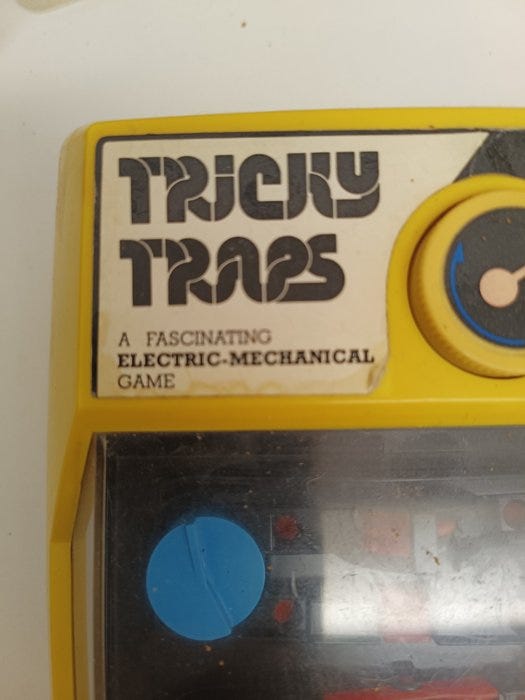 TRiCKY
TRAPS
A FASCINATING
ELECTRIC-MECHANICAL
GAME